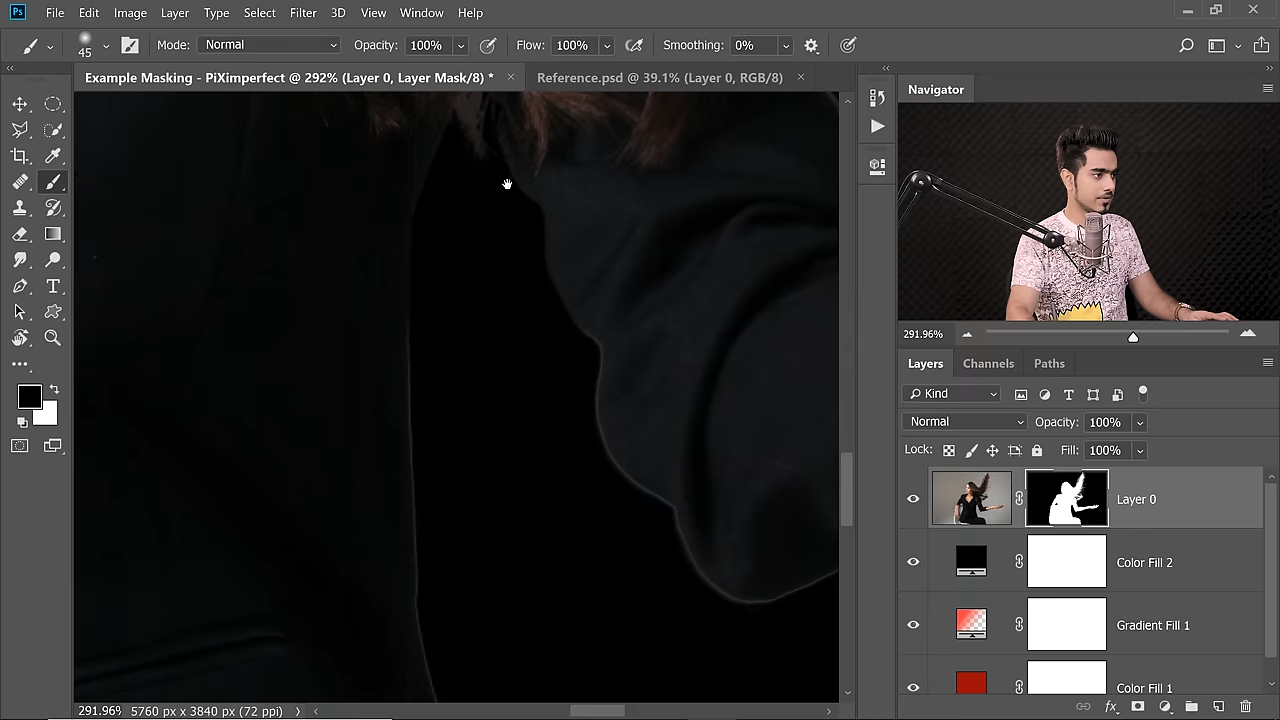 Ps File Edit Image Layer Type Select Filter 3D View Window Help
45 Mode: Normal Opacity: 100% Flow: 100% Smoothing: 0%
Example Masking - PiXimperfect @ 292% (Layer 0, Layer Mask/8) * Reference.psd @ 39.1% (Layer 0, RGB/8)
Navigator
291.96%
Layers Channels Paths
Kind
Normal Opacity: 100%
Lock: Fill: 100%
Layer 0
Color Fill 2
Gradient Fill 1
Color Fill 1
291.96% 5760 px x 3840 px (72 ppi)